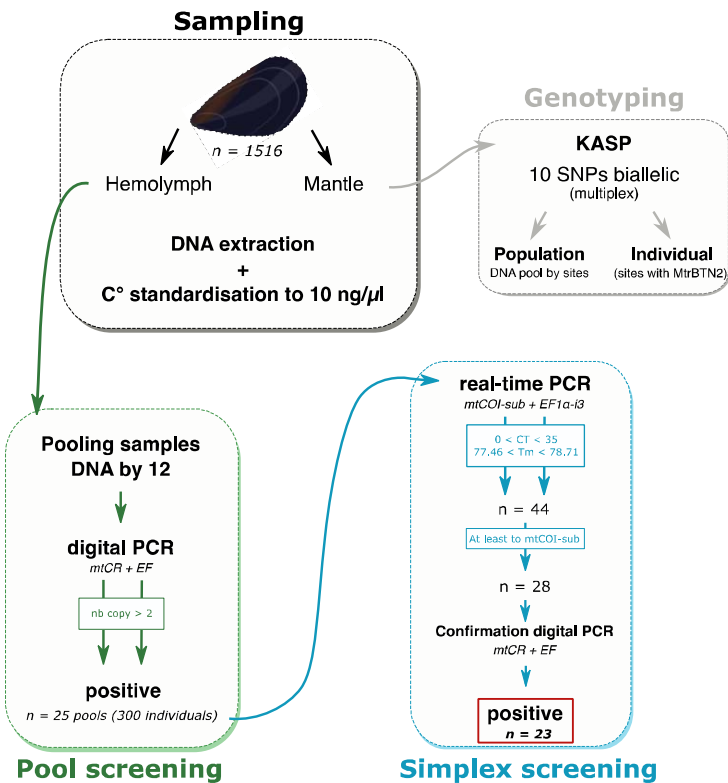 Sampling
n = 1516
Hemolymph
Mantle
DNA extraction
+
C° standardisation to 10 ng/µl
Genotyping
KASP
10 SNPs biallelic
(multiplex)
Population
DNA pool by sites
Individual
(sites with MtrBTN2)
Pooling samples
DNA by 12
digital PCR
mtCR + EF
nb copy > 2
positive
n = 25 pools (300 individuals)
Pool screening
real-time PCR
mtCOI-sub + EF1α-i3
0 < CT < 35
77.46 < Tm < 78.71
n = 44
At least to mtCOI-sub
n = 28
Confirmation digital PCR
mtCR + EF
positive
n = 23
Simplex screening